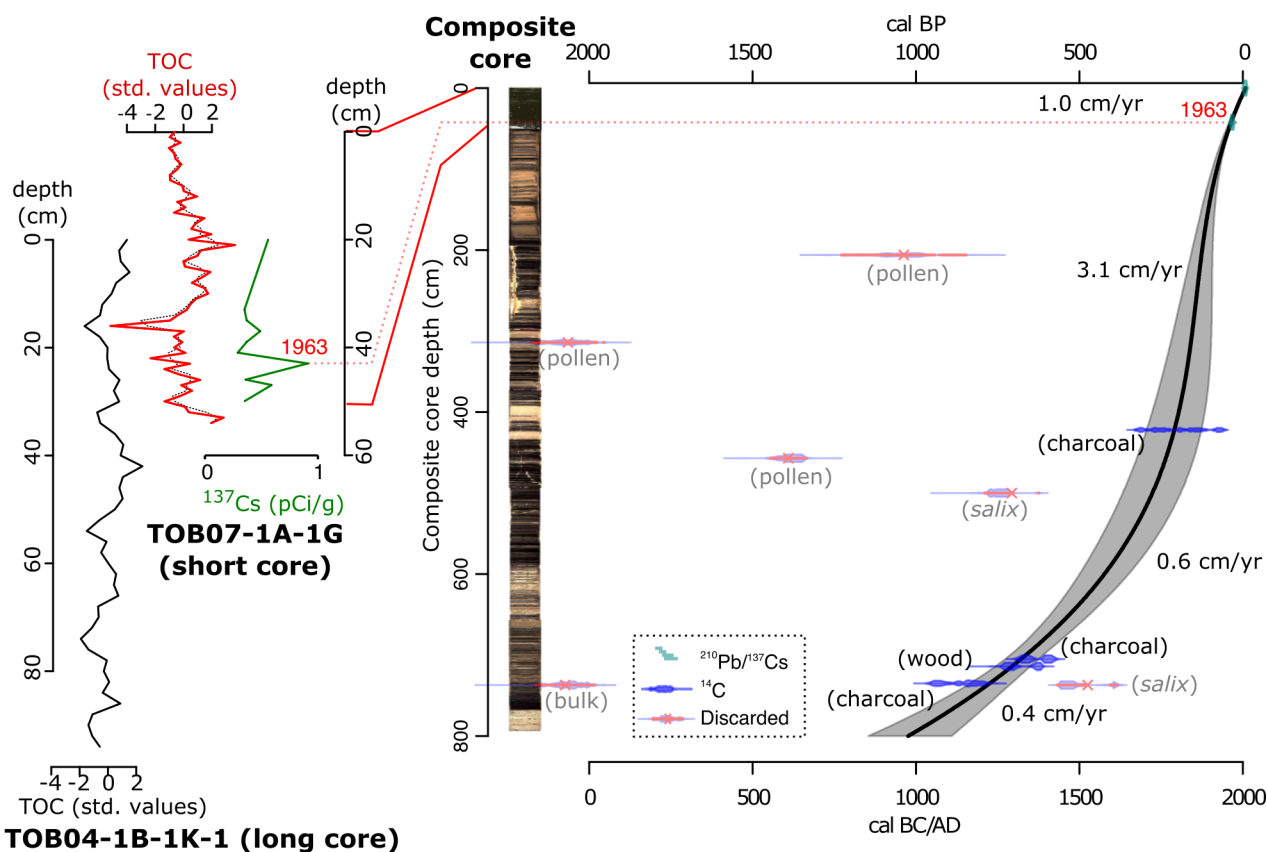 TOC
(std. values)
-4 -2 0 2
depth
(cm)
0
20
40
60
80
-4 -2 0 2
TOC (std. values)
TOB04-1B-1K-1 (long core)
depth
(cm)
0
20
40
60
1963
0 1
¹³⁷Cs (pCi/g)
TOB07-1A-1G
(short core)
Composite
core
Composite core depth (cm)
0
200
400
600
800
cal BP
2000 1500 1000 500 0
1.0 cm/yr
1963
3.1 cm/yr
(pollen)
(pollen)
(charcoal)
(pollen)
(salix)
0.6 cm/yr
(wood)
(charcoal)
(charcoal)
(bulk)
(salix)
0.4 cm/yr
²¹⁰Pb/¹³⁷Cs
¹⁴C
Discarded
0 500 1000 1500 2000
cal BC/AD